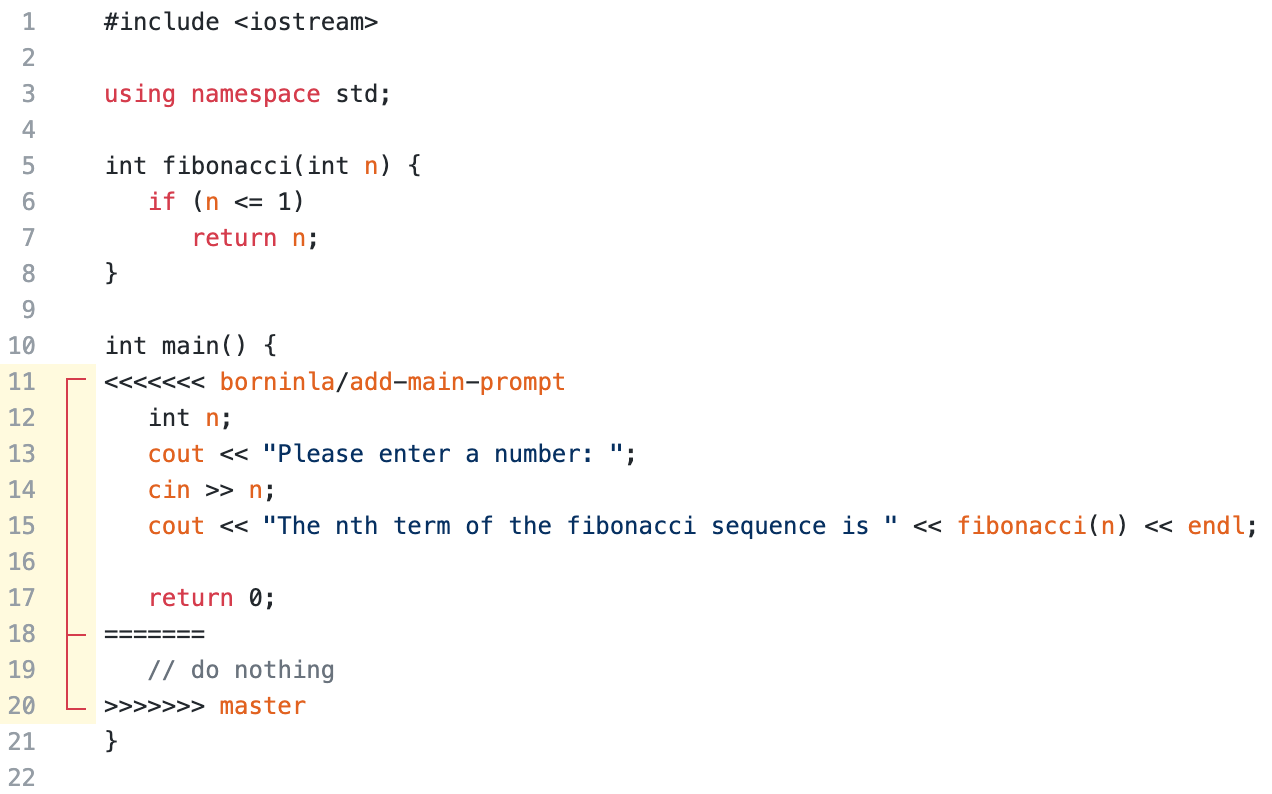 1 #include <iostream>
2
3 using namespace std;
4
5 int fibonacci(int n) {
6    if (n <= 1)
7       return n;
8 }
9
10 int main() {
11 <<<<<<< borninla/add-main-prompt
12    int n;
13    cout << "Please enter a number: ";
14    cin >> n;
15    cout << "The nth term of the fibonacci sequence is " << fibonacci(n) << endl;
16
17    return 0;
18 =======
19    // do nothing
20 >>>>>>> master
21 }
22